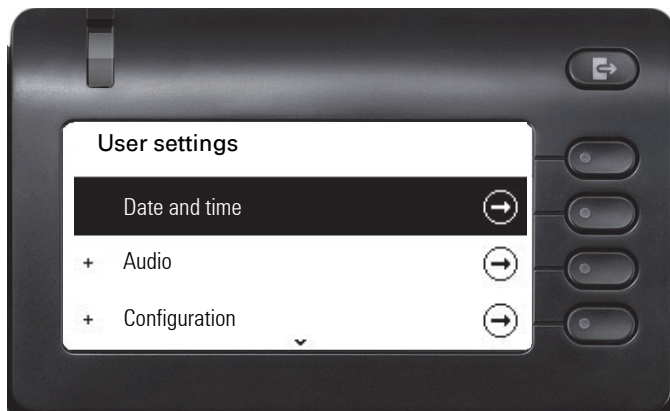 User settings
Date and time
+ Audio
+ Configuration